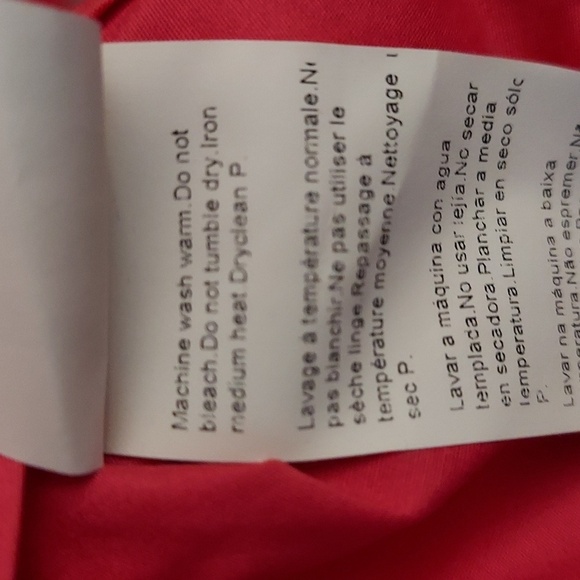 Machine wash warm.Do not
bleach.Do not tumble dry.Iron
medium heat Dryclean P.
Lavage à température normale.Ne
pas blanchir.Ne pas utiliser le
sèche linge Repassage à
température moyenne Nettoyage
sec P.
Lavar a máquina con agua
templada.No usar lejía.No secar
en secadora.Planchar a media
temperatura.Limpiar en seco sólo
P.
Lavar na máquina a baixa
Não espremer